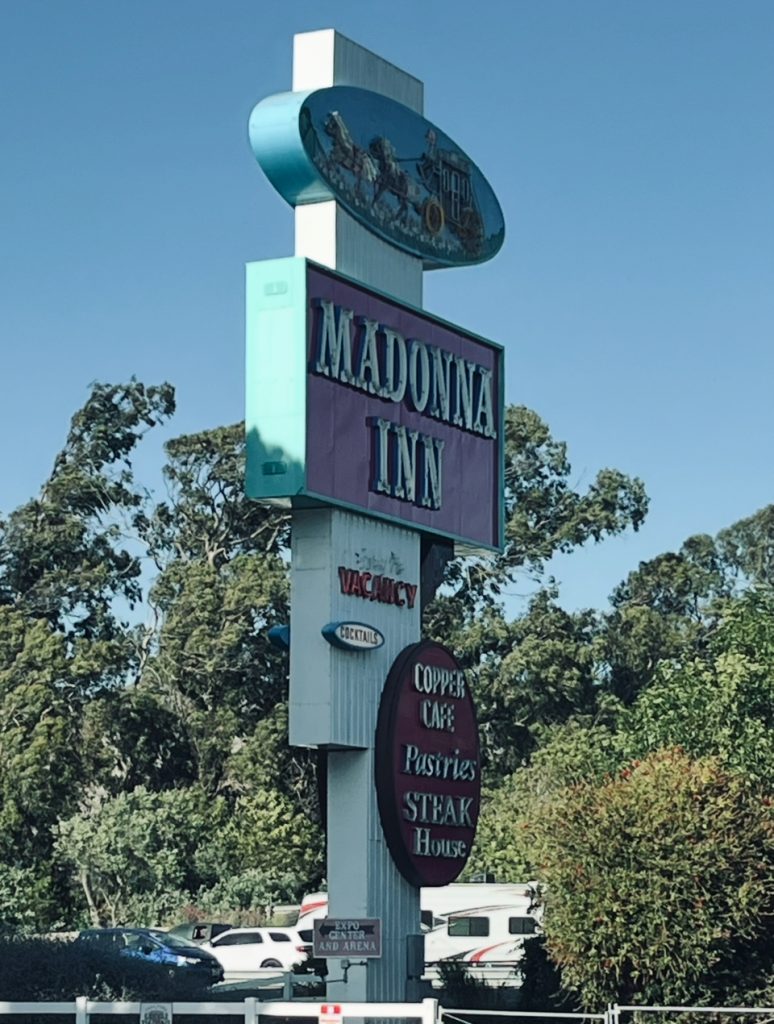 MADONNA
INN
VACANCY
COCKTAILS
COPPER
CAFE
Pastries
STEAK
House
EXPO
CENTER
AND ARENA